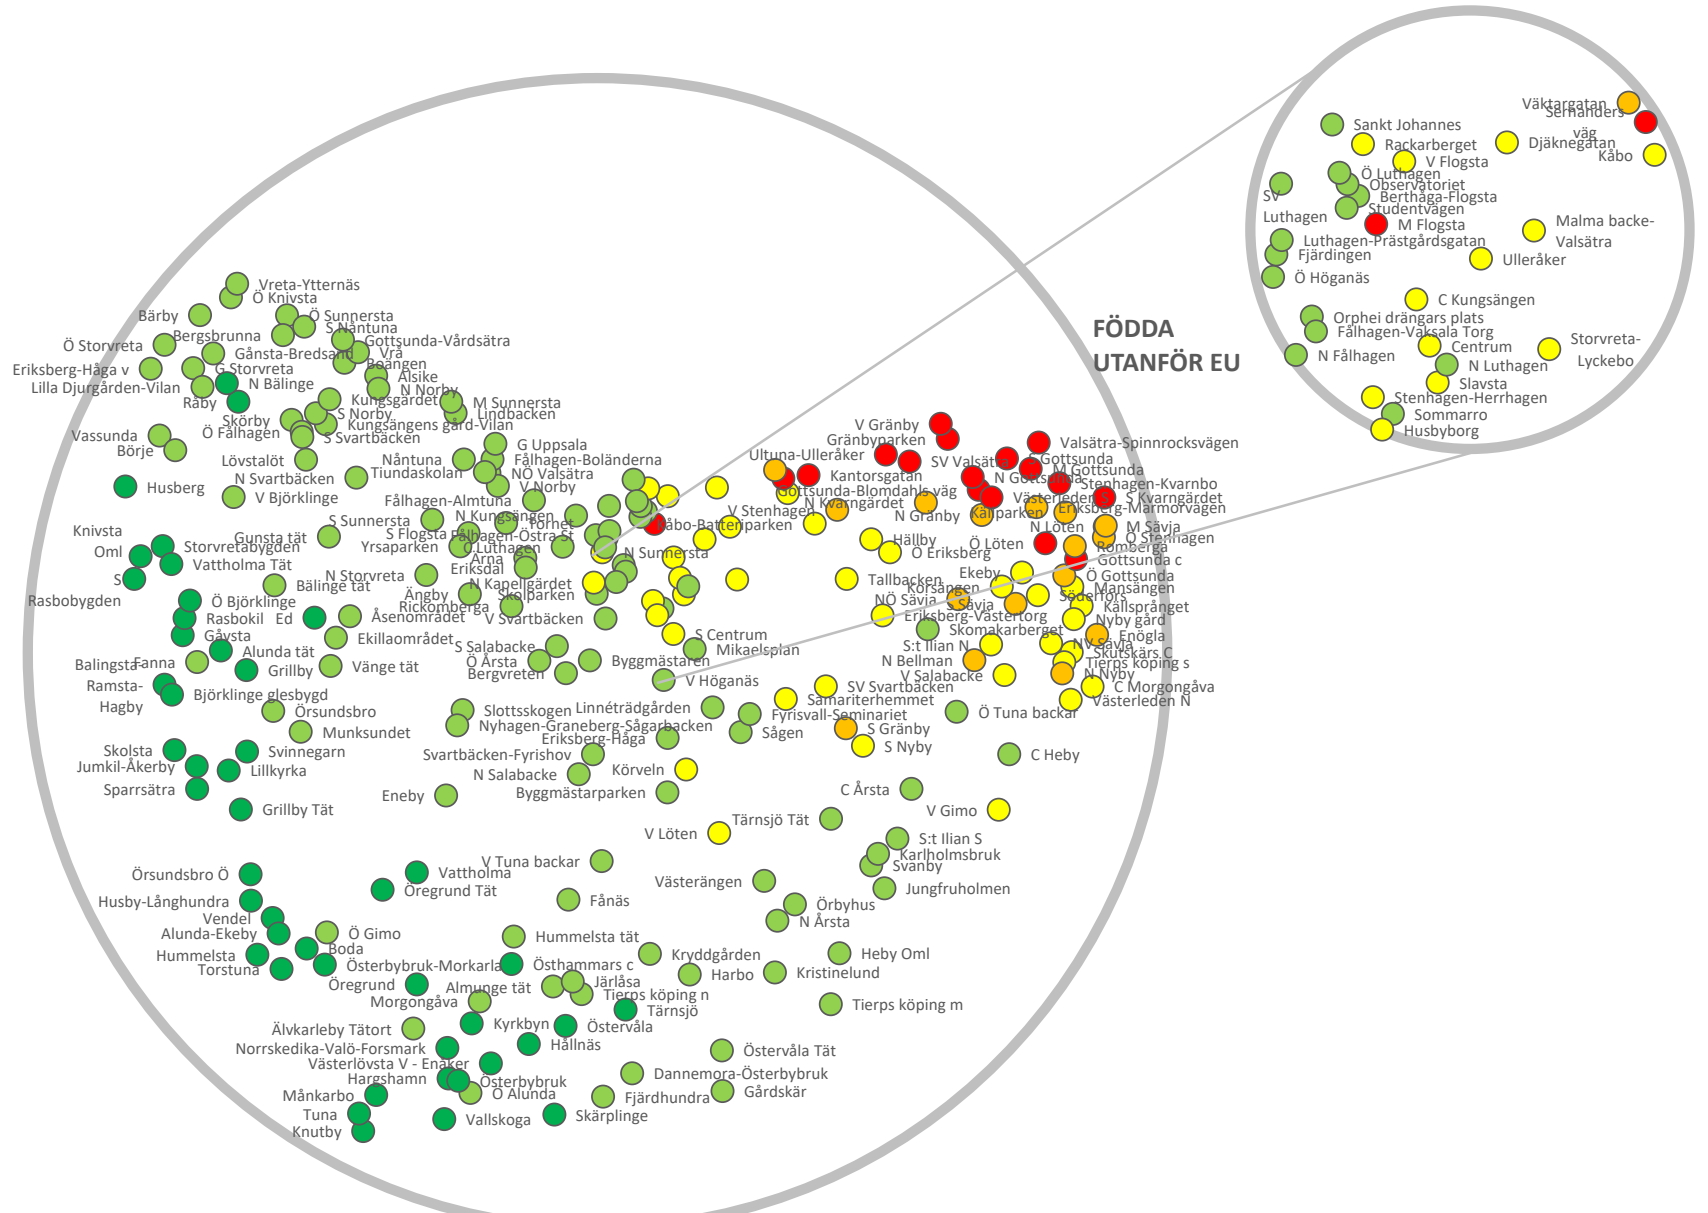 Väktargatan
Sernanders
väg
Sankt Johannes
Rackarberget
Djäknegatan
Kåbo
V Flogsta
Ö Luthagen
Observatoriet
SV
Luthagen
Berthåga-Flogsta
Studentvägen
M Flogsta
Malma backe-
Valsätra
Luthagen-Prästgårdsgatan
Fjärdingen
Ulleråker
Ö Höganäs
C Kungsängen
Orphei drängars plats
Fålhagen-Vaksala Torg
Centrum
Storvreta-
Lyckebo
N Fålhagen
N Luthagen
Slavsta
Stenhagen-Herrhagen
Sommarro
Husbyborg
FÖDDA
UTANFÖR EU
Vreta-Ytternäs
Ö Knivsta
Bärby
Ö Sunnersta
S Nåntuna
Bergsbrunna
Gottsunda-Vårdsätra
Ö Storvreta
Gånsta-Bredsand
Vrå
Boängen
Eriksberg-Håga v
G Storvreta
Alsike
Lilla Djurgården-Vilan
N Bälinge
N Norby
Råby
Kungsgärdet
M Sunnersta
Skörby
S Norby
Lindbacken
Kungsängens gård-Vilan
Ö Fålhagen
Vassunda
S Svartbäcken
Börje
G Uppsala
Lövstalöt
Nåntuna
Fålhagen-Boländerna
N Svartbäcken
Tiundaskolan
NÖ Valsätra
Husberg
V Björklinge
V Norby
Fålhagen-Almtuna
S Sunnersta
N Kungsängen
Tornet
Knivsta
Oml
Gunsta tät
S Flogsta
Fålhagen-Östra St
Storvretabygden
Yrsaparken
C Luthagen
Vattholma Tät
Arna
Eriksdal
S
N Storvreta
N Kapellgärdet
Rasbobygden
Bälinge tät
Ängby
Skolparken
Ö Björklinge
Rickomberga
Rasbokil
Ed
Åsenområdet
V Svartbäcken
Gåvsta
Ekillaområdet
Alunda tät
S Salabacke
Balingsta
Fanna
Grillby
Vänge tät
Ö Årsta
Byggmästaren
Bergvreten
Ramsta-
Hagby
Björklinge glesbygd
Örsundsbro
Slottsskogen
Munksundet
Nyhagen-Graneberg-Sågarbacken
V Gränby
Gränbyparken
Valsätra-Spinnrocksvägen
Ultuna-Ulleråker
SV Valsätra
S Gottsunda
M Gottsunda
Kantorsgatan
N Gottsunda
Stenhagen-Kvarnbo
Gottsunda-Blomdahls väg
Västerleden S
S Kvarngärdet
N Kvarngärdet
Eriksberg-Marmorvägen
V Stenhagen
N Gränby
Källparken
Kåbo-Batteriparken
N Löten
M Sävja
Hällby
Ö Löten
Ö Stenhagen
Romberga
N Sunnersta
Ö Eriksberg
Gottsunda c
Ekeby
Ö Gottsunda
Tallbacken
Korsängen
Mansängen
Söderfors
NÖ Sävja
S Sävja
Källsprånget
Eriksberg-Västertorg
Nyby gård
Skomakarberget
Enögla
S Centrum
Mikaelsplan
S:t Ilian N
NV Sävja
Skutskärs C
N Bellman
Tierps köping s
V Salabacke
N Nyby
V Höganäs
SV Svartbäcken
C Morgongåva
Samariterhemmet
Västerleden N
Linnéträdgården
Fyrisvall-Seminariet
Ö Tuna backar
Sågen
S Gränby
Eriksberg-Håga
S Nyby
Skolsta
Svinnegarn
Svartbäcken-Fyrishov
C Heby
Jumkil-Åkerby
Lillkyrka
N Salabacke
Körveln
Sparrsätra
Eneby
Byggmästarparken
C Årsta
Grillby Tät
V Gimo
Tärnsjö Tät
V Löten
S:t Ilian S
Karlholmsbruk
V Tuna backar
Svanby
Örsundsbro Ö
Vattholma
Västerängen
Jungfruholmen
Öregrund Tät
Husby-Långhundra
Fånäs
Örbyhus
Vendel
N Årsta
Alunda-Ekeby
Ö Gimo
Hummelsta tät
Boda
Hummelsta
Kryddgården
Heby Oml
Torstuna
Österbybruk-Morkarla
Östhammars c
Harbo
Kristinelund
Öregrund
Almunge tät
Järlåsa
Tierps köping n
Morgongåva
Tierps köping m
Tärnsjö
Älvkarleby Tätort
Kyrkbyn
Östervåla
Norrskedika-Valö-Forsmark
Hållnäs
Östervåla Tät
Västerlövsta V - Enåker
Hargshamn
Österbybruk
Dannemora-Österbybruk
Månkarbo
Ö Alunda
Fjärdhundra
Gårdskär
Tuna
Vallskoga
Skärplinge
Knutby